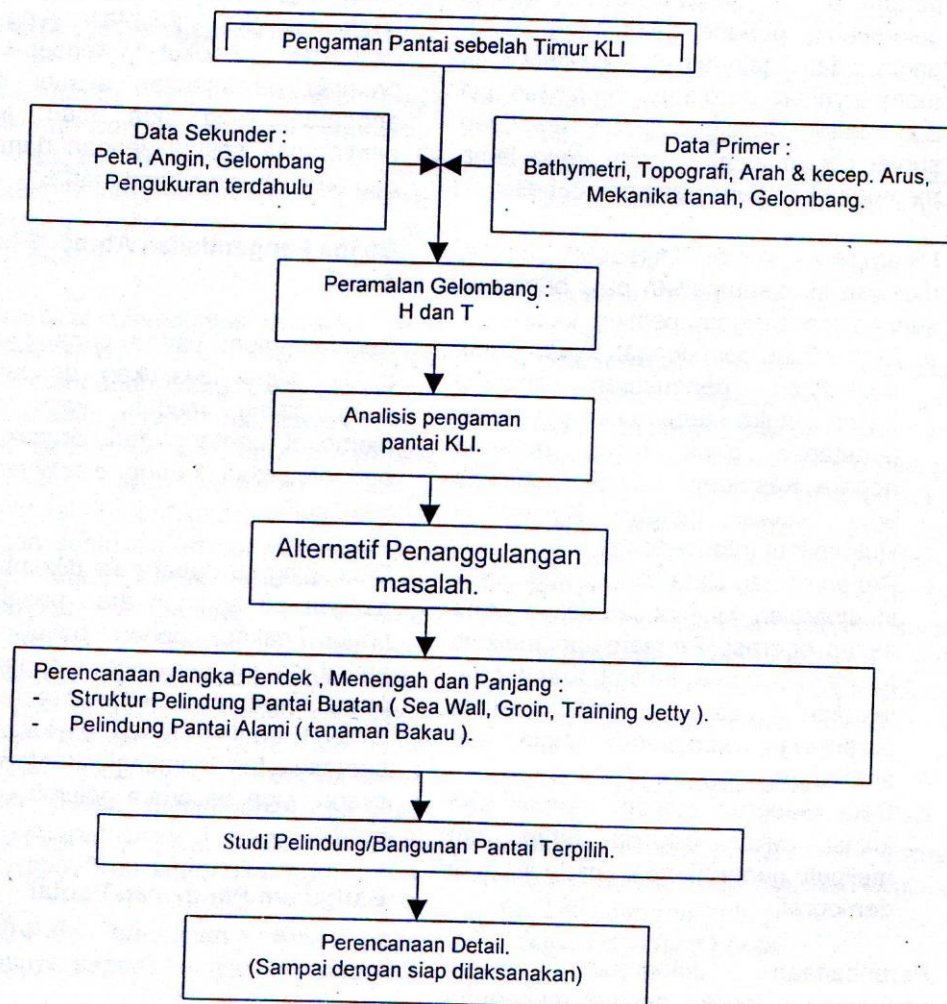 Pengaman Pantai sebelah Timur KLI
Data Sekunder :
Peta, Angin, Gelombang
Pengukuran terdahulu
Data Primer :
Bathymetri, Topografi, Arah & kecep. Arus,
Mekanika tanah, Gelombang.
Peramalan Gelombang :
H dan T
Analisis pengaman
pantai KLI.
Alternatif Penanggulangan
masalah.
Perencanaan Jangka Pendek , Menengah dan Panjang :
Struktur Pelindung Pantai Buatan ( Sea Wall, Groin, Training Jetty ).
Pelindung Pantai Alami ( tanaman Bakau ).
Studi Pelindung/Bangunan Pantai Terpilih.
Perencanaan Detail.
(Sampai dengan siap dilaksanakan)